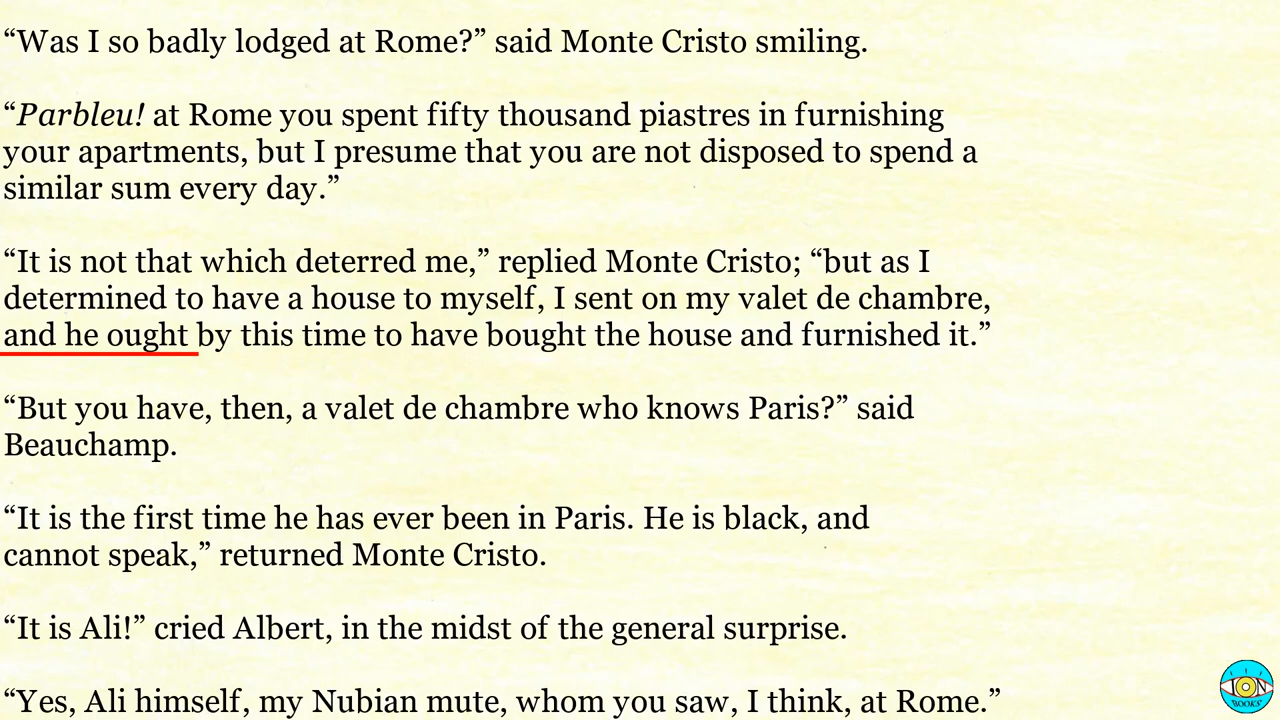 “Was I so badly lodged at Rome?” said Monte Cristo smiling.
“Parbleu! at Rome you spent fifty thousand piastres in furnishing
your apartments, but I presume that you are not disposed to spend a
similar sum every day.”
“It is not that which deterred me,” replied Monte Cristo; “but as I
determined to have a house to myself, I sent on my valet de chambre,
and he ought by this time to have bought the house and furnished it.”
“But you have, then, a valet de chambre who knows Paris?” said
Beauchamp.
“It is the first time he has ever been in Paris. He is black, and
cannot speak,” returned Monte Cristo.
“It is Ali!” cried Albert, in the midst of the general surprise.
“Yes, Ali himself, my Nubian mute, whom you saw, I think, at Rome.”
ION
BOOKS